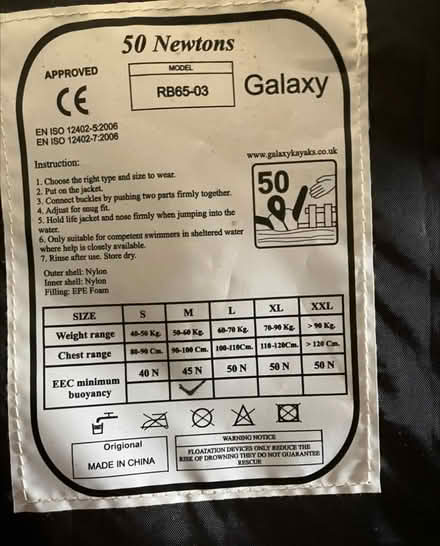 50 Newtons
APPROVED
CE
MODEL
RB65-03
Galaxy
EN ISO 12402-5:2006
EN ISO 12402-7:2006
www.galaxykayaks.co.uk
50
Instruction:
1. Choose the right type and size to wear.
2. Put on the jacket.
3. Connect buckles by pushing two parts firmly together.
4. Adjust for snug fit.
5. Hold life jacket and nose firmly when jumping into the
water.
6. Only suitable for competent swimmers in sheltered water
where help is closely available.
7. Rinse after use. Store dry.
Outer shell: Nylon
Inner shell: Nylon
Filling: EPE Foam
SIZE S M L XL XXL
Weight range 40-50 Kg. 50-60 Kg. 60-70 Kg. 70-90 Kg. > 90 Kg.
Chest range 80-90 Cm. 90-100 Cm. 100-110Cm. 110-120Cm. > 120 Cm.
EEC minimum
buoyancy 40 N 45 N 50 N 50 N 50 N
Origional
MADE IN CHINA
WARNING NOTICE
FLOATATION DEVICES ONLY REDUCE THE
RISK OF DROWNING THEY DO NOT GUARANTEE
RESCUE